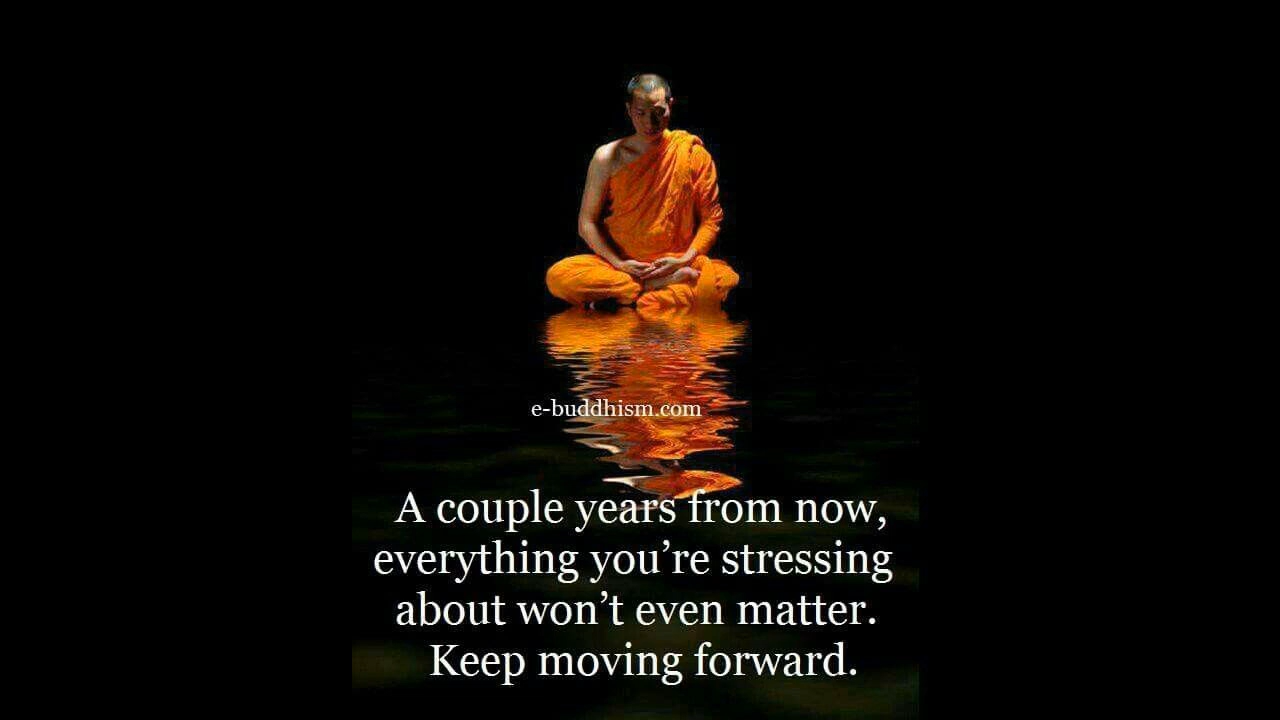 e-buddhism.com
A couple years from now,
everything you’re stressing
about won’t even matter.
Keep moving forward.